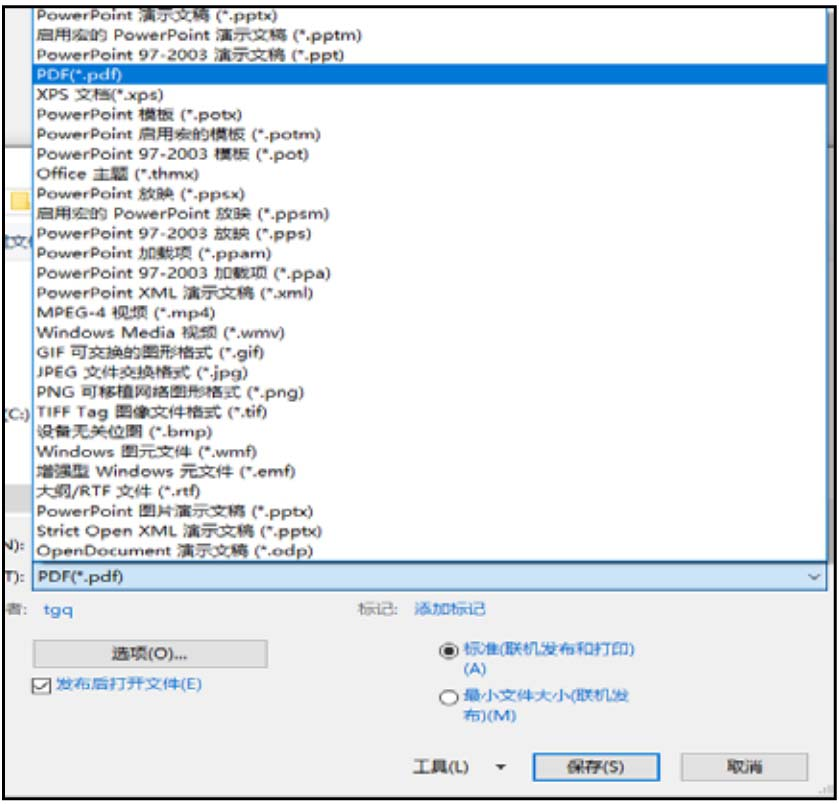 PowerPoint 演示文稿 (*.pptx)
启用宏的 PowerPoint 演示文稿 (*.pptm)
PowerPoint 97-2003 演示文稿 (*.ppt)
PDF(*.pdf)
XPS 文档(*.xps)
PowerPoint 模板 (*.potx)
PowerPoint 启用宏的模板 (*.potm)
PowerPoint 97-2003 模板 (*.pot)
Office 主题 (*.thmx)
PowerPoint 放映 (*.ppsx)
启用宏的 PowerPoint 放映 (*.ppsm)
PowerPoint 97-2003 放映 (*.pps)
PowerPoint 加载项 (*.ppam)
PowerPoint 97-2003 加载项 (*.ppa)
PowerPoint XML 演示文稿 (*.xml)
MPEG-4 视频 (*.mp4)
Windows Media 视频 (*.wmv)
GIF 可交换的图形格式 (*.gif)
JPEG 文件交换格式 (*.jpg)
PNG 可移植网络图形格式 (*.png)
(C:) TIFF Tag 图像文件格式 (*.tif)
设备无关位图 (*.bmp)
Windows 图元文件 (*.wmf)
增强型 Windows 元文件 (*.emf)
大纲/RTF 文件 (*.rtf)
PowerPoint 图片演示文稿 (*.pptx)
Strict Open XML 演示文稿 (*.pptx)
N): OpenDocument 演示文稿 (*.odp)
T): PDF(*.pdf)
者: tgq 标记: 添加标记
选项(O)...
发布后打开文件(E)
标准(联机发布和打印)
(A)
最小文件大小(联机发
布)(M)
工具(L) 保存(S) 取消